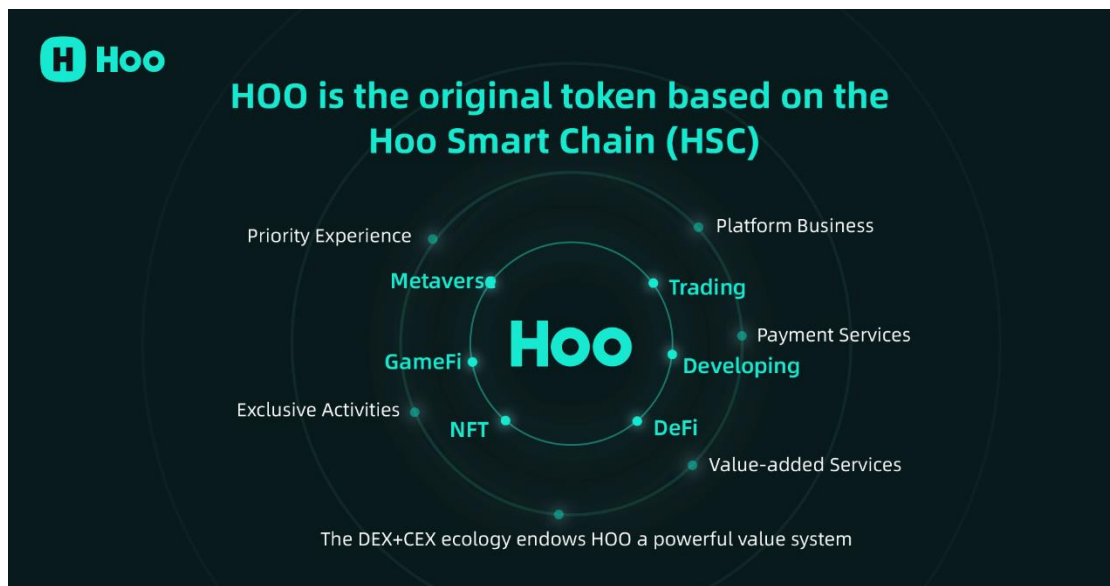 H Hoo
HOO is the original token based on the
Hoo Smart Chain (HSC)
Priority Experience
Platform Business
Metaverse
Trading
Hoo
Payment Services
GameFi
Developing
Exclusive Activities
NFT
DeFi
Value-added Services
The DEX+CEX ecology endows HOO a powerful value system